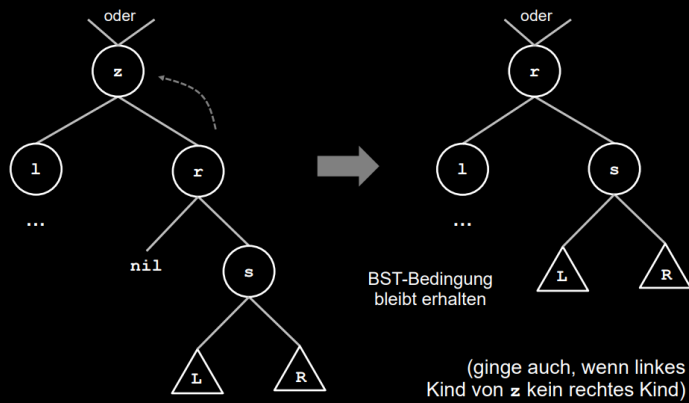 oder
z
l
r
...
nil
s
L
R
oder
r
l
s
...
L
R
BST-Bedingung
bleibt erhalten
(ginge auch, wenn linkes
Kind von z kein rechtes Kind)